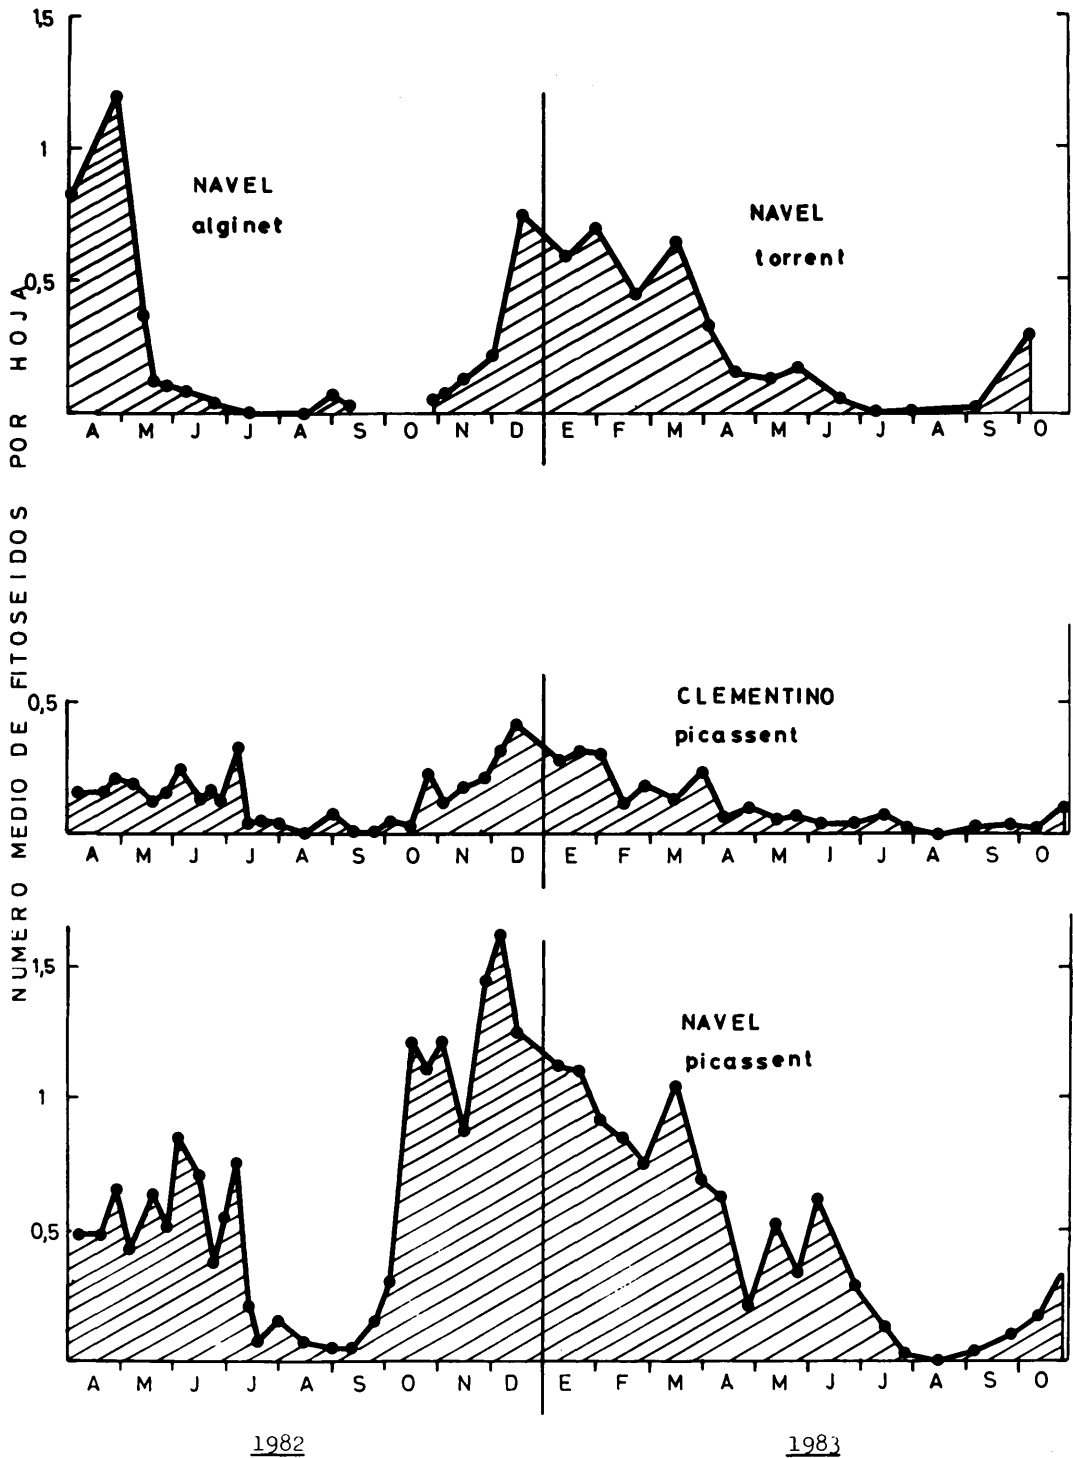 NUMERO MEDIO DE FITOSEIDOS POR HOJA
1,5
1
0,5
NAVEL
alginet
NAVEL
torrent
A M J J A S O N D E F M A M J J A S O
0,5
CLEMENTINO
picassent
A M J J A S O N D E F M A M J J A S O
1,5
1
0,5
NAVEL
picassent
A M J J A S O N D E F M A M J J A S O
1982
1983